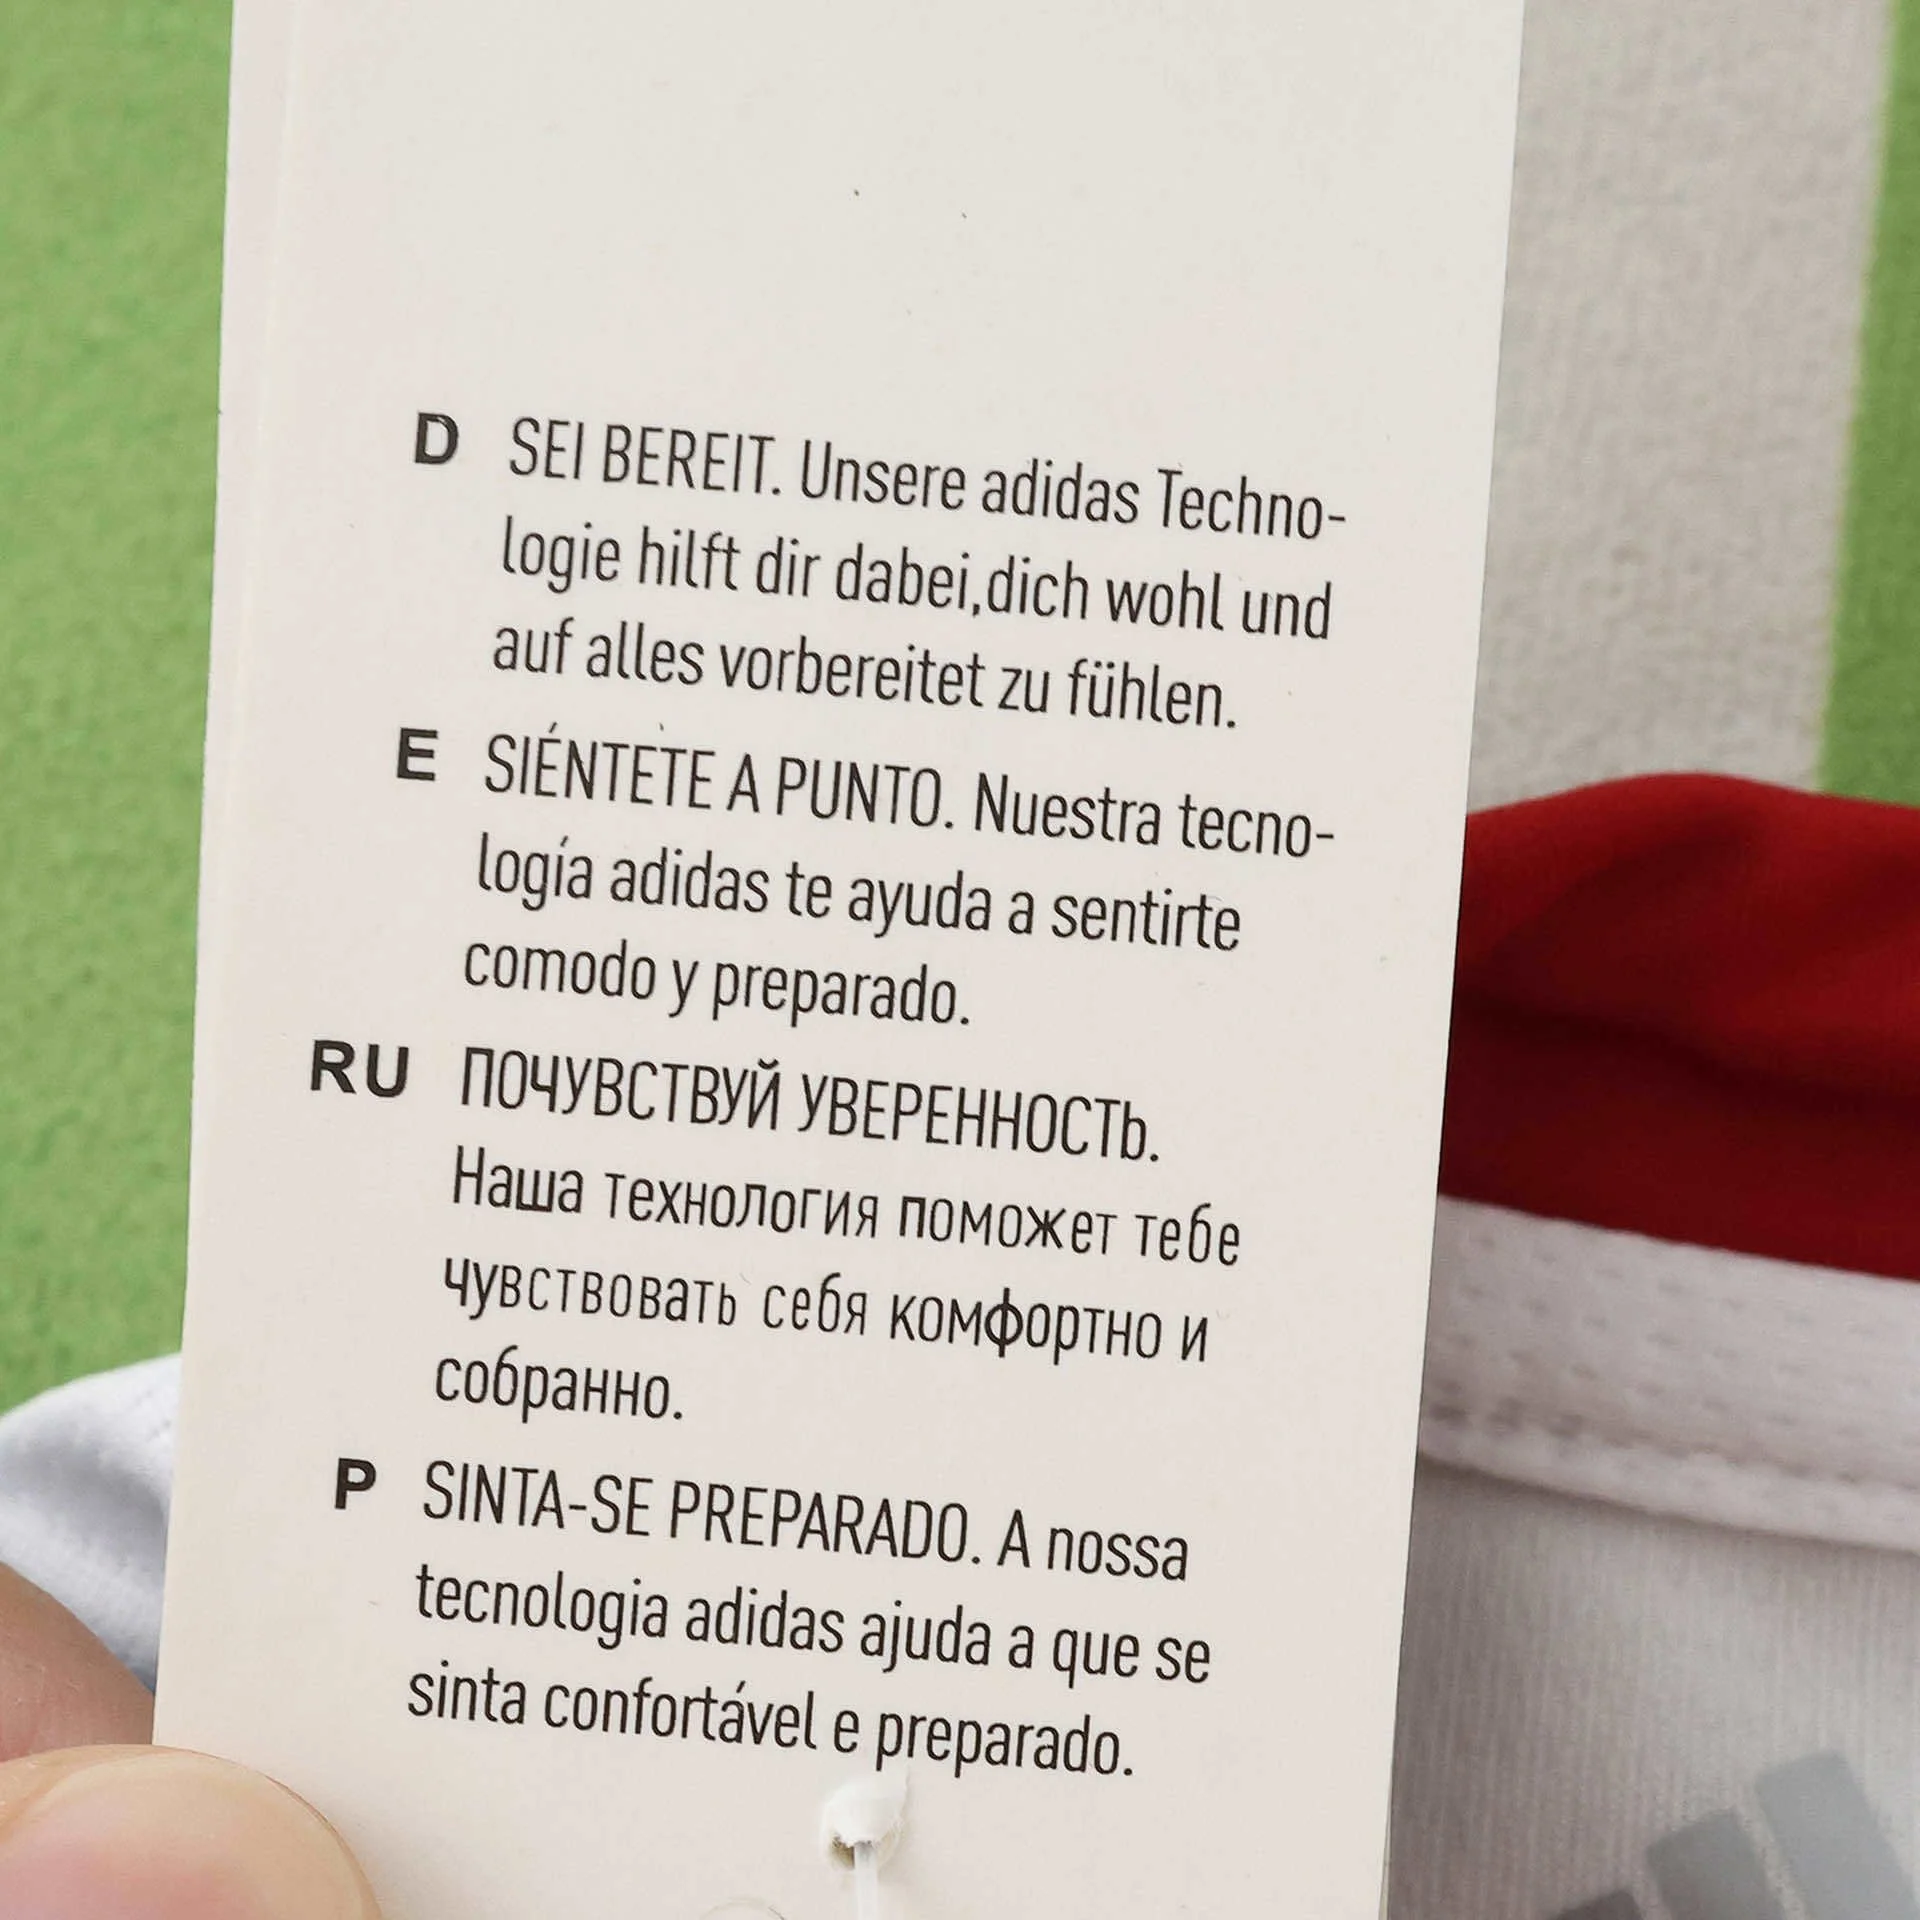 D SEI BEREIT. Unsere adidas Techno-
logie hilft dir dabei,dich wohl und
auf alles vorbereitet zu fühlen.
E SIÉNTETE A PUNTO. Nuestra tecno-
logía adidas te ayuda a sentirte
comodo y preparado.
RU ПОЧУВСТВУЙ УВЕРЕННОСТЬ.
Наша технология поможет тебе
чувствовать себя комфортно и
собранно.
P SINTA-SE PREPARADO. A nossa
tecnologia adidas ajuda a que se
sinta confortável e preparado.